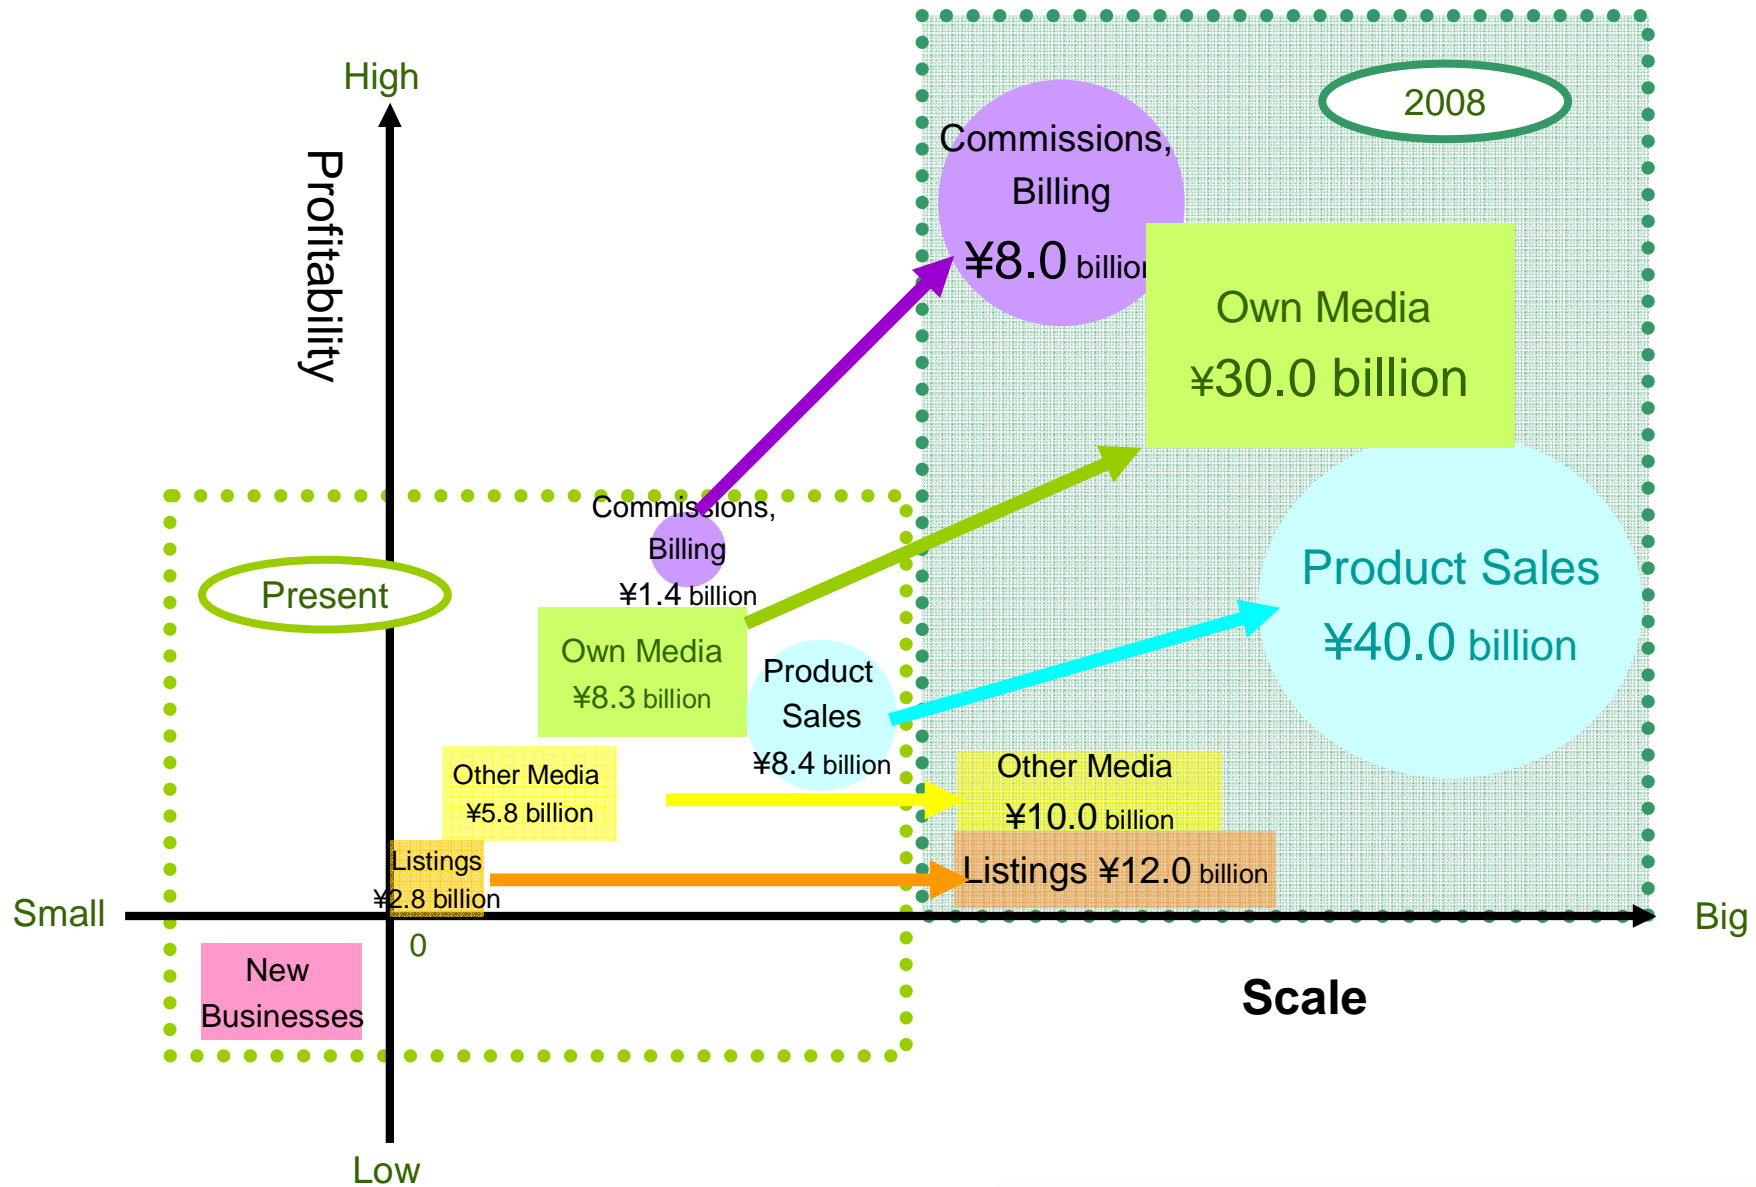 High
Profitability
2008
Commissions,
Billing
¥8.0 billion
Own Media
¥30.0 billion
Commissions,
Billing
¥1.4 billion
Present
Own Media
¥8.3 billion
Product
Sales
¥8.4 billion
Product Sales
¥40.0 billion
Other Media
¥5.8 billion
Other Media
¥10.0 billion
Listings
¥2.8 billion
Listings ¥12.0 billion
Small
Big
0
New
Businesses
Scale
Low